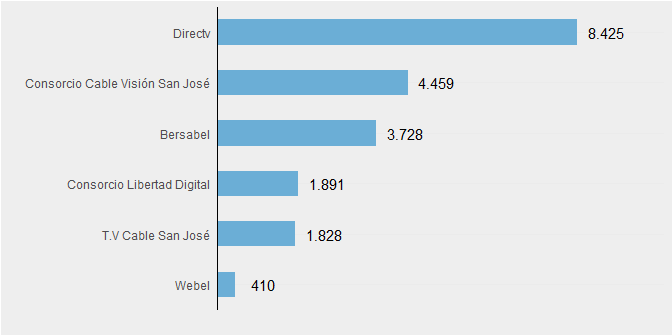 Directv 8.425
Consorcio Cable Visión San José 4.459
Bersabel 3.728
Consorcio Libertad Digital 1.891
T.V Cable San José 1.828
Webel 410